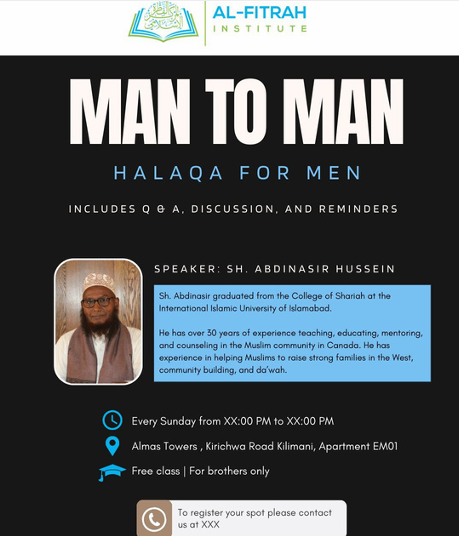 AL-FITRAH
INSTITUTE
MAN TO MAN
HALAQA FOR MEN
INCLUDES Q & A, DISCUSSION, AND REMINDERS
SPEAKER: SH. ABDINASIR HUSSEIN
Sh. Abdinasir graduated from the College of Shariah at the
International Islamic University of Islamabad.
He has over 30 years of experience teaching, educating, mentoring,
and counseling in the Muslim community in Canada. He has
experience in helping Muslims to raise strong families in the West,
community building, and da'wah.
Every Sunday from XX:00 PM to XX:00 PM
Almas Towers , Kirichwa Road Kilimani, Apartment EM01
Free class | For brothers only
To register your spot please contact
us at XXX